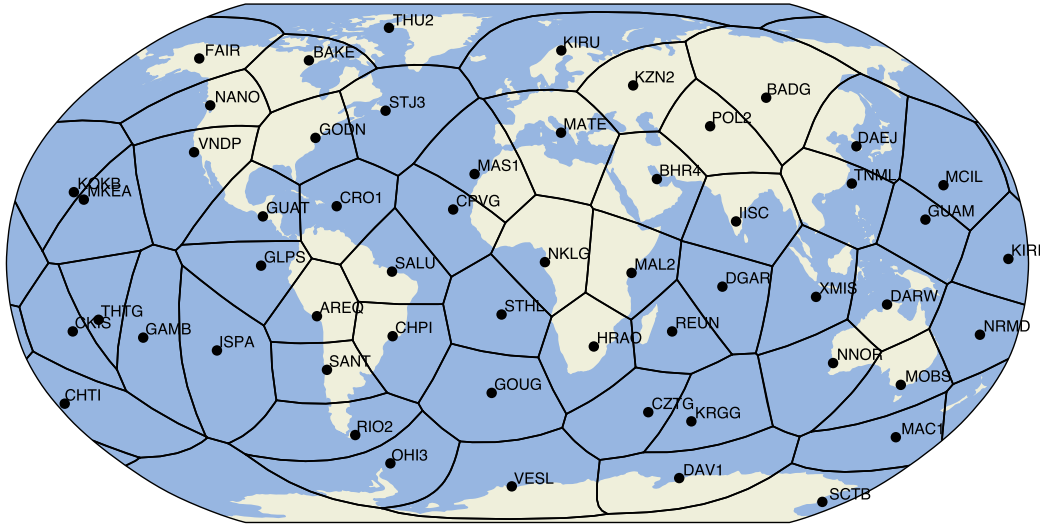 THU2
KIRU
FAIR
BAKE
KZN2
BADG
NANO
STJ3
POL2
GODN
MATE
DAEJ
VNDP
MAS1
BHR4
TNML
MCIL
KOKB
MKEA
CRO1
CPVG
GUAT
IISC
GUAM
GLPS
SALU
NKLG
MAL2
DGAR
KIRI
XMIS
DARW
THTG
CKIS
GAMB
AREQ
CHPI
STHL
REUN
NRMD
ISPA
HRAO
SANT
NNOR
MOBS
GOUG
CHTI
CZTG
KRGG
RIO2
MAC1
OHI3
VESL
DAV1
SCTB